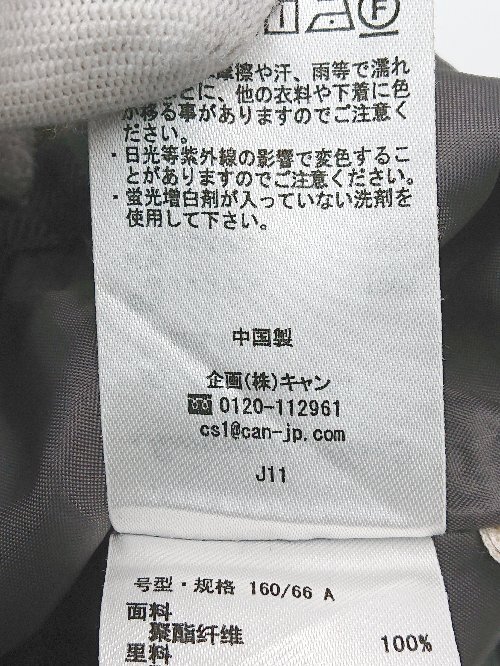 摩擦や汗、雨等で濡れ
とに、他の衣料や下着に色
が移る事がありますのでご注意く
ださい。
・日光等紫外線の影響で変色するこ
とがありますのでご注意ください。
・蛍光増白剤が入っていない洗剤を
使用して下さい。
中国製
企画(株)キャン
0120-112961
cs1@can-jp.com
J11
号型・规格 160/66 A
面料
聚酯纤维 100%
里料